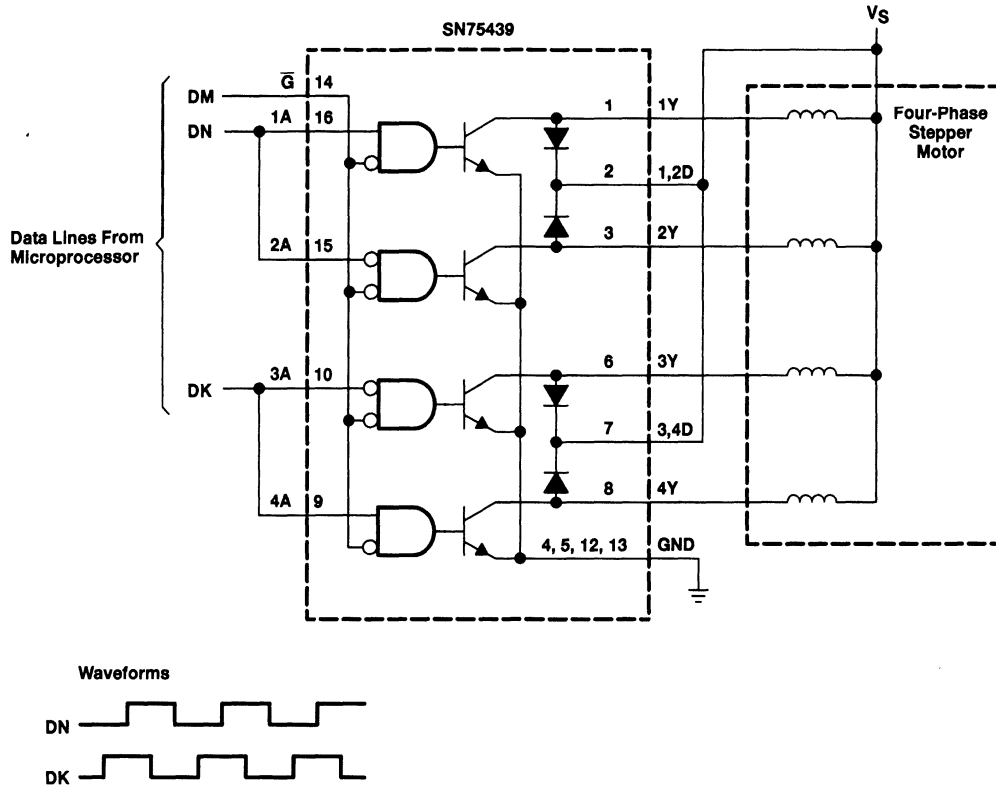 VS
SN75439
G̅ 14
DM
1A 16
DN
1 1Y
Four-Phase
Stepper
Motor
2 1,2D
Data Lines From
Microprocessor
2A 15
3 2Y
3A 10
DK
6 3Y
7 3,4D
4A 9
8 4Y
4, 5, 12, 13 GND
Waveforms
DN
DK